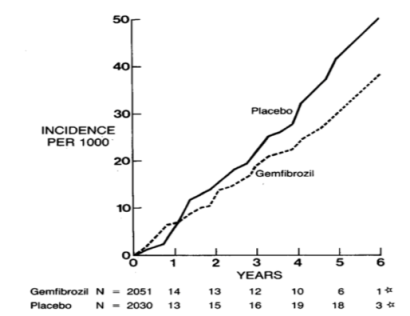 50
40
30
20
10
0
INCIDENCE
PER 1000
Placebo
Gemfibrozil
0 1 2 3 4 5 6
YEARS
Gemfibrozil N = 2051 14 13 12 10 6 1☆
Placebo N = 2030 13 15 16 19 18 3☆